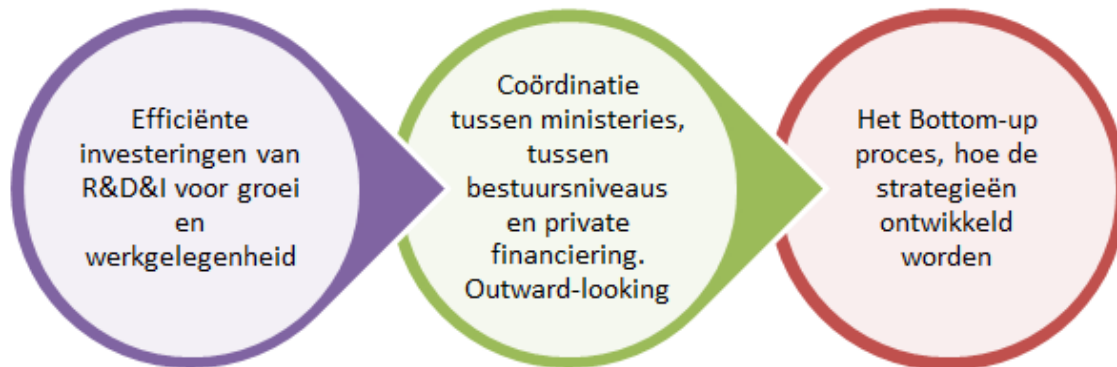 Efficiënte
investeringen van
R&D&I voor groei
en
werkgelegenheid
Coördinatie
tussen ministeries,
tussen
bestuursniveaus
en private
financiering.
Outward-looking
Het Bottom-up
proces, hoe de
strategieën
ontwikkeld
worden